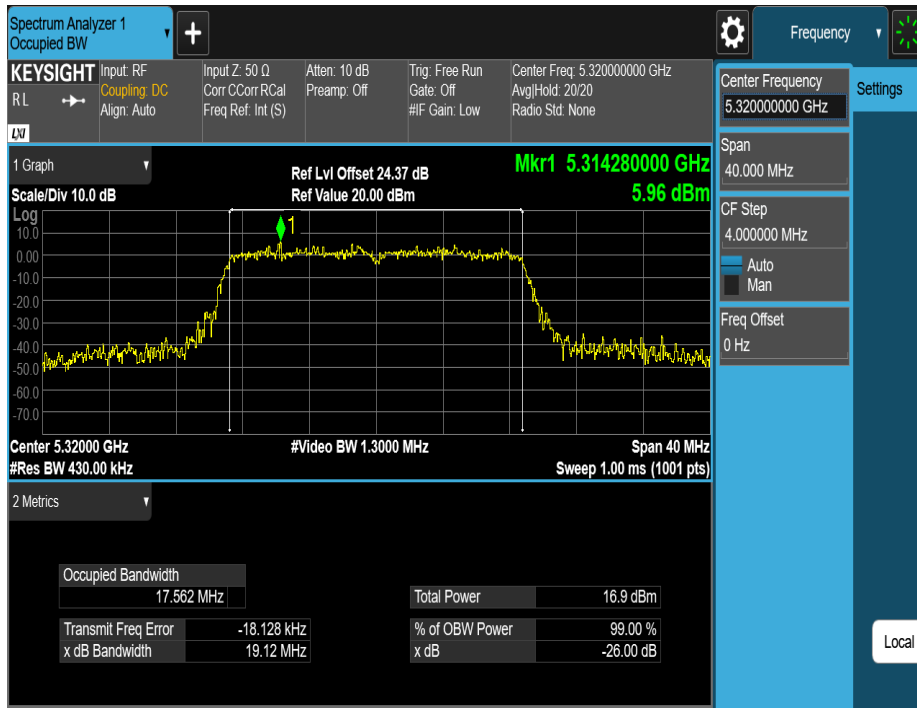 Spectrum Analyzer 1
Occupied BW
Frequency
KEYSIGHT
R L
LXI
Input: RF
Coupling: DC
Align: Auto
Input Z: 50 Ω
Corr CCorr RCal
Freq Ref: Int (S)
Atten: 10 dB
Preamp: Off
Trig: Free Run
Gate: Off
#IF Gain: Low
Center Freq: 5.320000000 GHz
Avg|Hold: 20/20
Radio Std: None
Center Frequency
5.320000000 GHz
Settings
Span
40.000 MHz
CF Step
4.000000 MHz
Auto
Man
Freq Offset
0 Hz
Local
1 Graph
Scale/Div 10.0 dB
Ref Lvl Offset 24.37 dB
Ref Value 20.00 dBm
Mkr1 5.314280000 GHz
5.96 dBm
Log
1
10.0
0.00
-10.0
-20.0
-30.0
-40.0
-50.0
-60.0
-70.0
Center 5.32000 GHz
#Video BW 1.3000 MHz
Span 40 MHz
#Res BW 430.00 kHz
Sweep 1.00 ms (1001 pts)
2 Metrics
Occupied Bandwidth
17.562 MHz
Total Power 16.9 dBm
Transmit Freq Error -18.128 kHz
% of OBW Power 99.00 %
x dB Bandwidth 19.12 MHz
x dB -26.00 dB